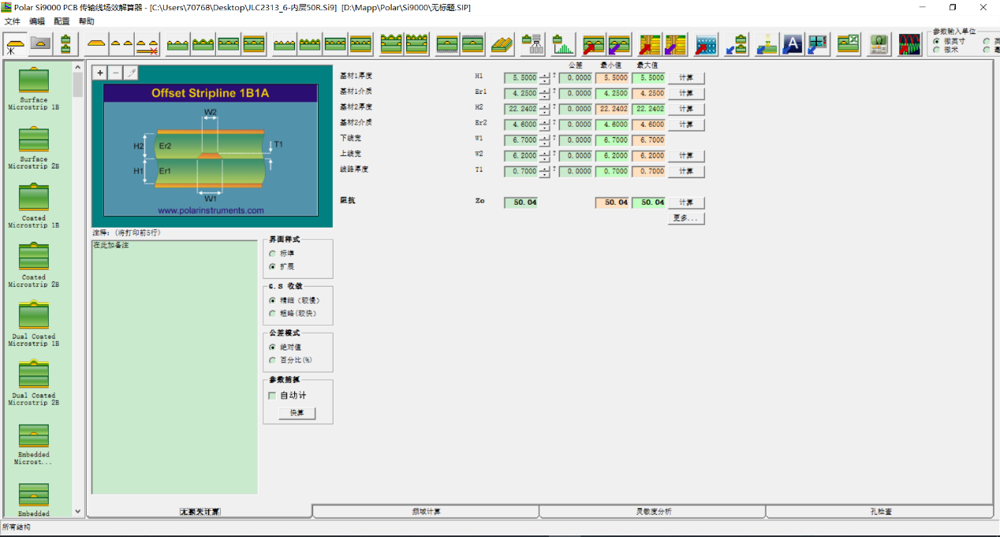 Polar Si9000 PCB 传输线场效解算器 - [C:\Users\70768\Desktop\JLC2313_6-内层50R.Si9] [D:\Mapp\Polar\Si9000\无标题.SIP]
文件 编辑 配置 帮助
参数输入单位
微英寸
微米
Surface
Microstrip 1B
Surface
Microstrip 2B
Coated
Microstrip 1B
Coated
Microstrip 2B
Dual Coated
Microstrip 1B
Dual Coated
Microstrip 2B
Embedded
Microst...
Embedded
+ −
Offset Stripline 1B1A
W2
H2 Er2 T1
H1 Er1
W1
www.polarinstruments.com
注释: (将打印前5行)
在此加备注
界面样式
标准
扩展
G.S 收敛
精细 (较慢)
粗略(较快)
公差模式
绝对值
百分比(%)
参数捕抓
自动计
快算
公差 最小值 最大值
基材1厚度 H1 5.5000 ? 0.0000 5.5000 5.5000 计算
基材1介质 Er1 4.2500 ? 0.0000 4.2500 4.2500 计算
基材2厚度 H2 22.2402 ? 0.0000 22.2402 22.2402 计算
基材2介质 Er2 4.6000 ? 0.0000 4.6000 4.6000 计算
下线宽 W1 6.7000 ? 0.0000 6.7000 6.7000
上线宽 W2 6.2000 ? 0.0000 6.2000 6.2000 计算
线路厚度 T1 0.7000 ? 0.0000 0.7000 0.7000 计算
阻抗 Zo 50.04 50.04 50.04 计算
更多...
无损失计算 频域计算 灵敏度分析 孔检查
所有结构